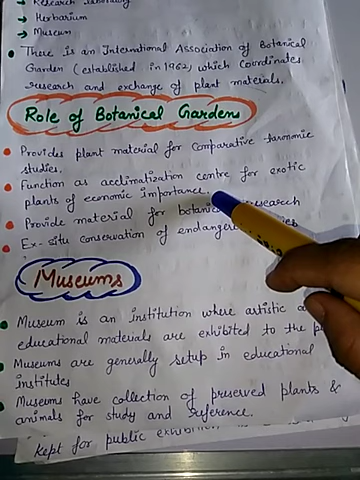 → Research laboratory
→ Herbarium
→ Museum
• There is an International Association of Botanical
Garden (established in 1962, which coordinates
research and exchange of plant materials.
Role of Botanical Gardens
• Provides plant material for comparative taxonomic
studies.
• Function as acclimatization centre for exotic
plants of economic importance.
• Provide material for botanical research
• Ex-situ conservation of endangered
Museums
• Museum is an institution where artistic
educational materials are exhibited to the
• Museums are generally setup in educational
institutes
• Museums have collection of preserved plants &
animals for study and reference.
kept for public exhibition